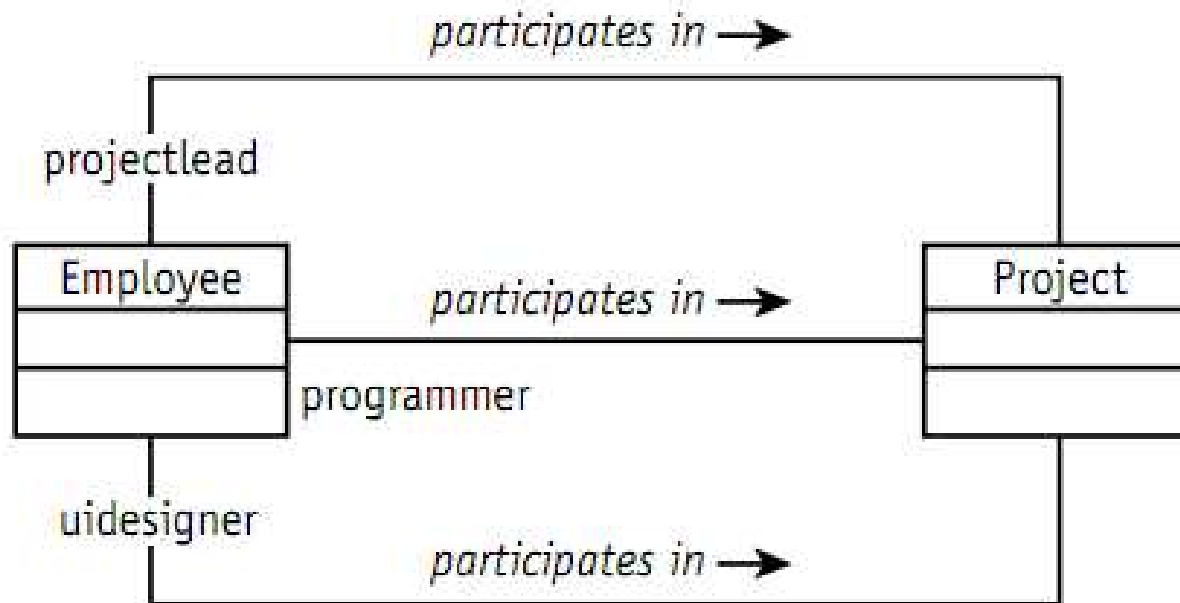 participates in
projectlead
Employee
participates in
Project
programmer
uidesigner
participates in